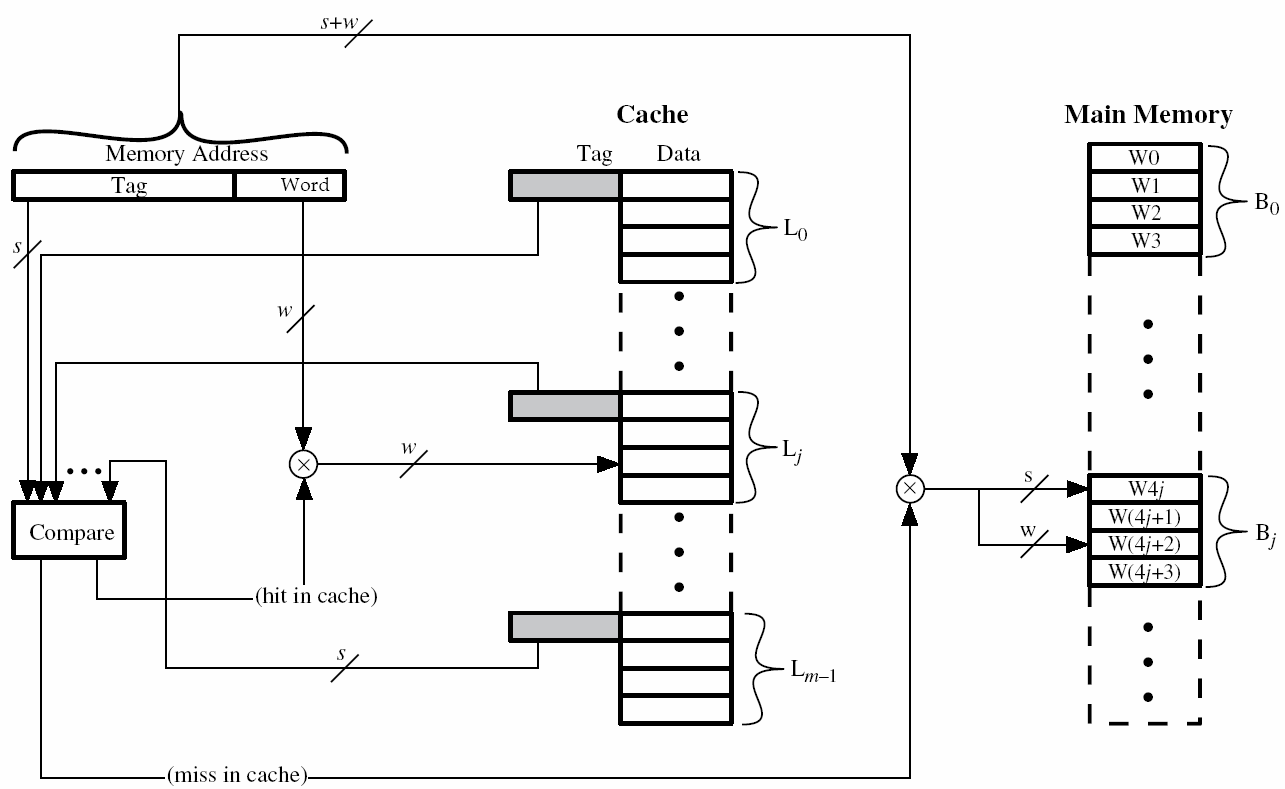 s+w
Cache
Main Memory
Memory Address
Tag Data
Tag Word
W0
W1
W2
W3
B0
L0
s
w
Lj
w
s
w
W4j
W(4j+1)
W(4j+2)
W(4j+3)
Bj
Compare
(hit in cache)
s
Lm–1
(miss in cache)